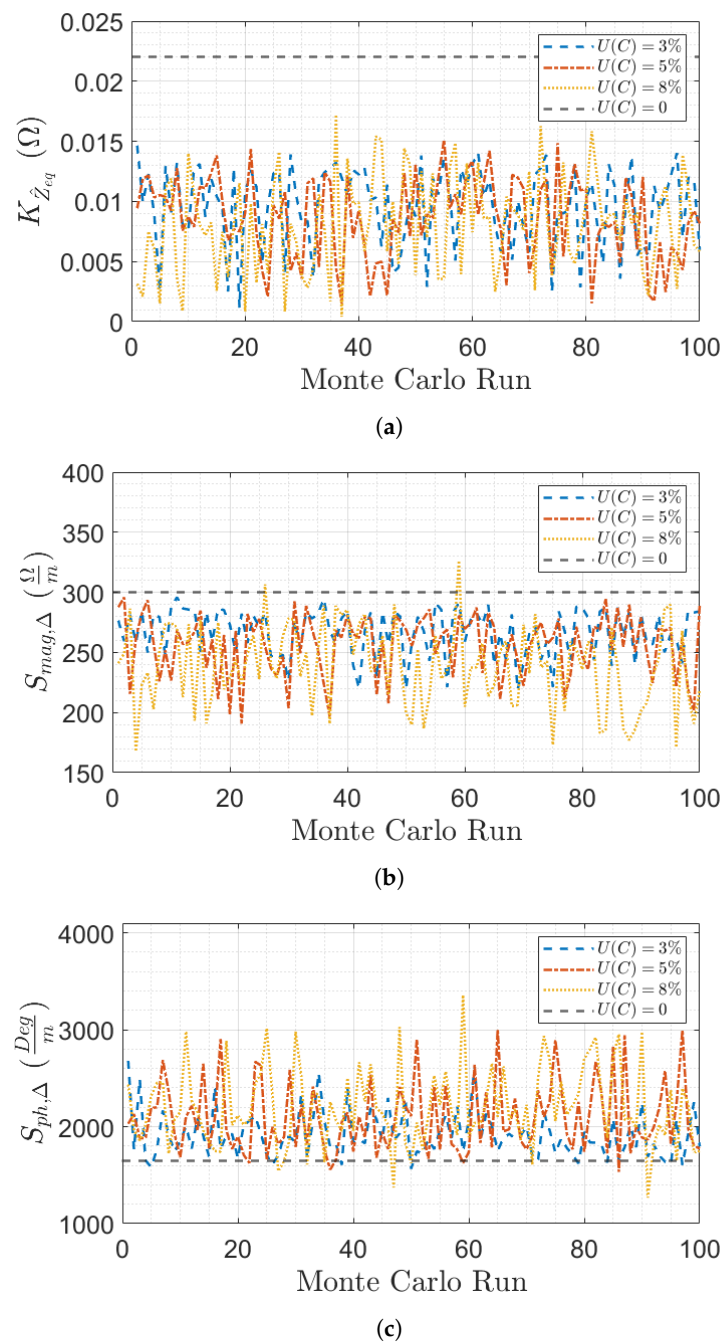 0.025
0.02
0.015
0.01
0.005
0
K_{\hat{Z}_{eq}} (Ω)
U(C) = 3%
U(C) = 5%
U(C) = 8%
U(C) = 0
0 20 40 60 80 100
Monte Carlo Run
(a)
400
350
300
250
200
150
S_{mag,Δ} (Ω/m)
U(C) = 3%
U(C) = 5%
U(C) = 8%
U(C) = 0
0 20 40 60 80 100
Monte Carlo Run
(b)
4000
3000
2000
1000
S_{ph,Δ} (Deg/m)
U(C) = 3%
U(C) = 5%
U(C) = 8%
U(C) = 0
0 20 40 60 80 100
Monte Carlo Run
(c)